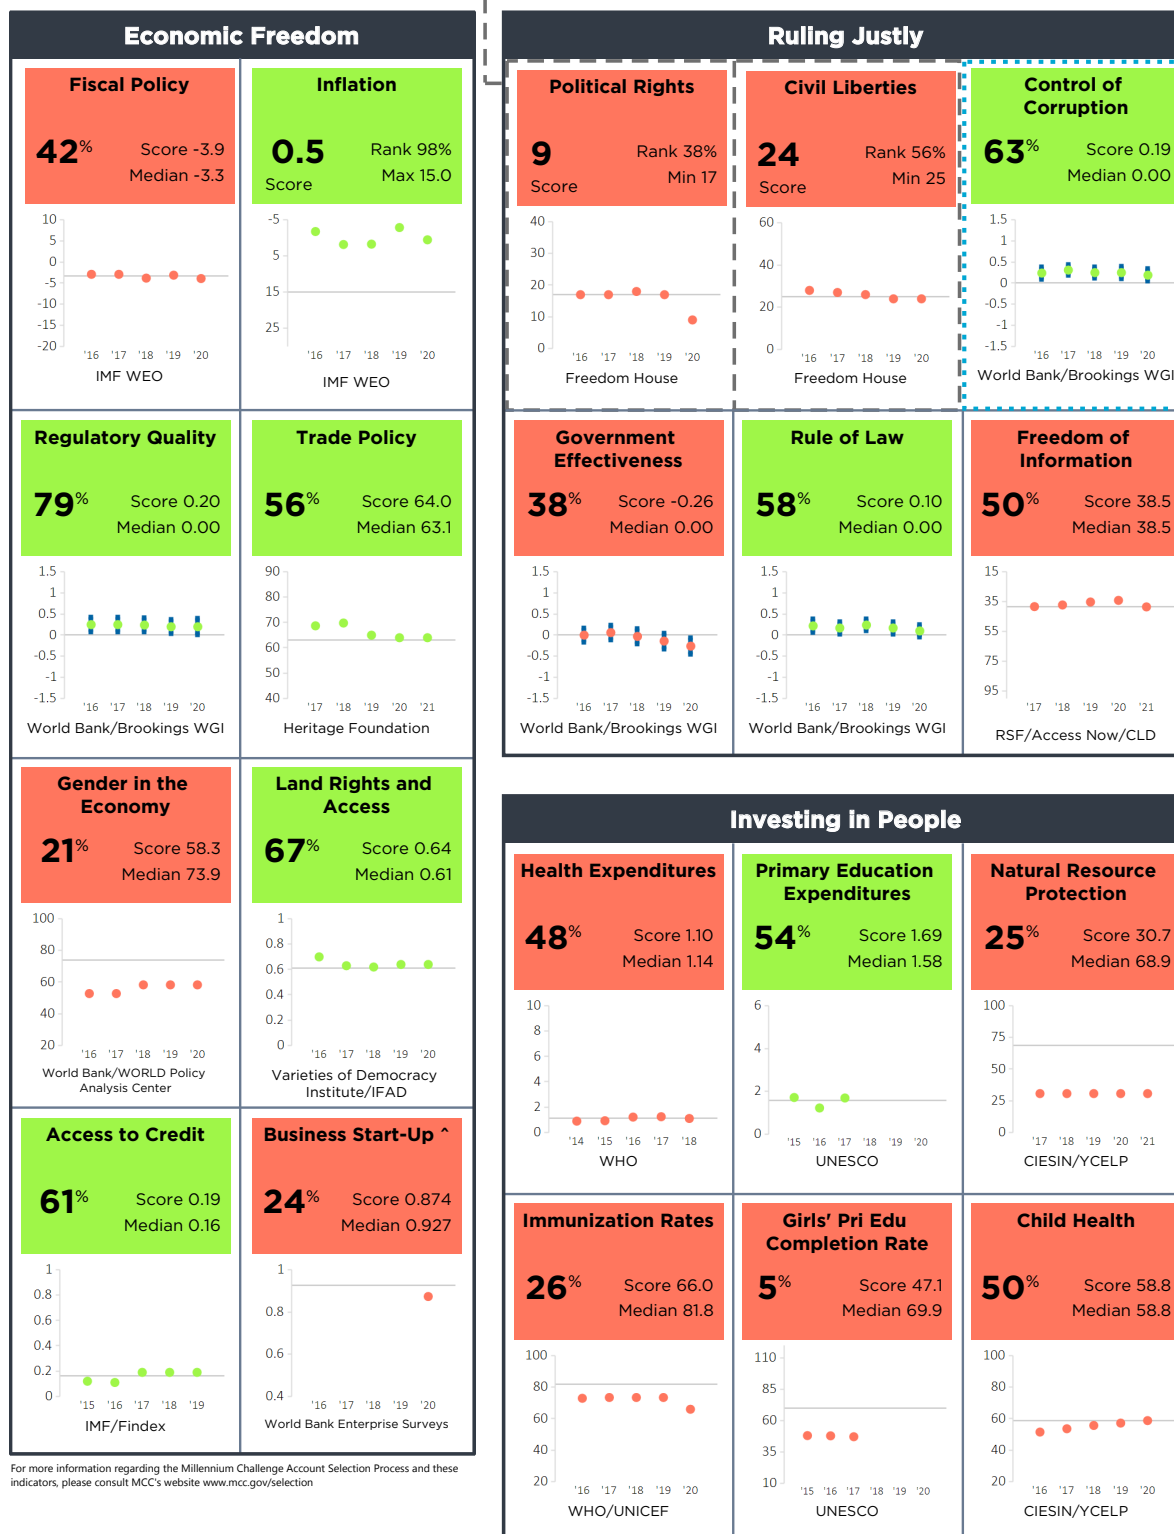 Economic Freedom
Fiscal Policy
42%
Score -3.9
Median -3.3
10
5
0
-5
-10
-15
-20
'16 '17 '18 '19 '20
IMF WEO
Inflation
0.5
Score
Rank 98%
Max 15.0
-5
5
15
25
'16 '17 '18 '19 '20
IMF WEO
Regulatory Quality
79%
Score 0.20
Median 0.00
1.5
1
0.5
0
-0.5
-1
-1.5
'16 '17 '18 '19 '20
World Bank/Brookings WGI
Trade Policy
56%
Score 64.0
Median 63.1
90
80
70
60
50
40
'17 '18 '19 '20 '21
Heritage Foundation
Gender in the
Economy
21%
Score 58.3
Median 73.9
100
80
60
40
20
'16 '17 '18 '19 '20
World Bank/WORLD Policy
Analysis Center
Land Rights and
Access
67%
Score 0.64
Median 0.61
1
0.8
0.6
0.4
0.2
0
'16 '17 '18 '19 '20
Varieties of Democracy
Institute/IFAD
Access to Credit
61%
Score 0.19
Median 0.16
1
0.8
0.6
0.4
0.2
0
'15 '16 '17 '18 '19
IMF/Findex
Business Start-Up ^
24%
Score 0.874
Median 0.927
1
0.8
0.6
0.4
'16 '17 '18 '19 '20
World Bank Enterprise Surveys
For more information regarding the Millennium Challenge Account Selection Process and these
indicators, please consult MCC's website www.mcc.gov/selection
Ruling Justly
Political Rights
9
Score
Rank 38%
Min 17
40
30
20
10
0
'16 '17 '18 '19 '20
Freedom House
Civil Liberties
24
Score
Rank 56%
Min 25
60
40
20
0
'16 '17 '18 '19 '20
Freedom House
Control of
Corruption
63%
Score 0.19
Median 0.00
1.5
1
0.5
0
-0.5
-1
-1.5
'16 '17 '18 '19 '20
World Bank/Brookings WGI
Government
Effectiveness
38%
Score -0.26
Median 0.00
1.5
1
0.5
0
-0.5
-1
-1.5
'16 '17 '18 '19 '20
World Bank/Brookings WGI
Rule of Law
58%
Score 0.10
Median 0.00
1.5
1
0.5
0
-0.5
-1
-1.5
'16 '17 '18 '19 '20
World Bank/Brookings WGI
Freedom of
Information
50%
Score 38.5
Median 38.5
15
35
55
75
95
'17 '18 '19 '20 '21
RSF/Access Now/CLD
Investing in People
Health Expenditures
48%
Score 1.10
Median 1.14
10
8
6
4
2
0
'14 '15 '16 '17 '18
WHO
Primary Education
Expenditures
54%
Score 1.69
Median 1.58
6
4
2
0
'15 '16 '17 '18 '19 '20
UNESCO
Natural Resource
Protection
25%
Score 30.7
Median 68.9
100
75
50
25
0
'17 '18 '19 '20 '21
CIESIN/YCELP
Immunization Rates
26%
Score 66.0
Median 81.8
100
80
60
40
20
'16 '17 '18 '19 '20
WHO/UNICEF
Girls' Pri Edu
Completion Rate
5%
Score 47.1
Median 69.9
110
85
60
35
10
'15 '16 '17 '18 '19 '20
UNESCO
Child Health
50%
Score 58.8
Median 58.8
100
80
60
40
20
'16 '17 '18 '19 '20
CIESIN/YCELP